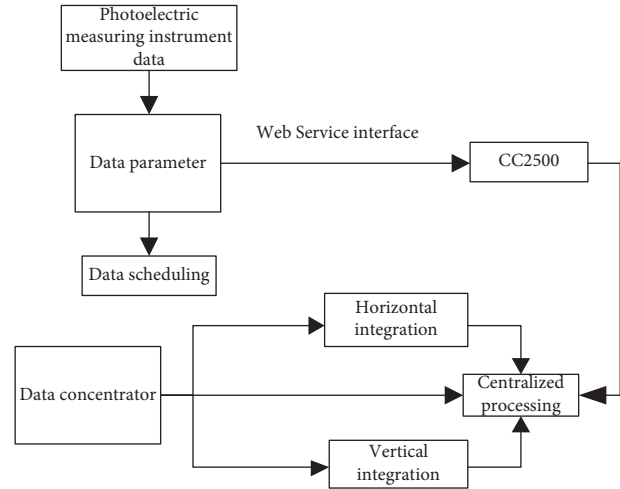 Photoelectric
measuring instrument
data
Web Service interface
Data parameter
CC2500
Data scheduling
Horizontal
integration
Data concentrator
Centralized
processing
Vertical
integration